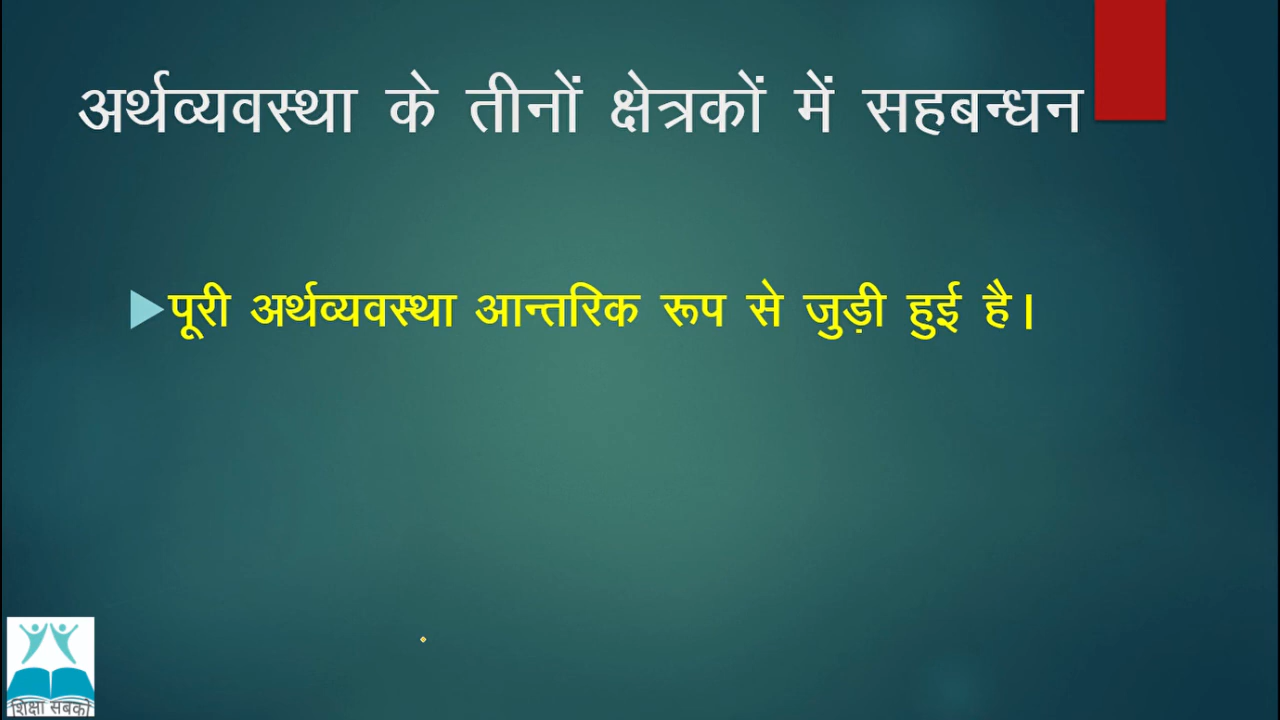 अर्थव्यवस्था के तीनों क्षेत्रकों में सहबन्धन
पूरी अर्थव्यवस्था आन्तरिक रूप से जुड़ी हुई है।
शिक्षा सबको